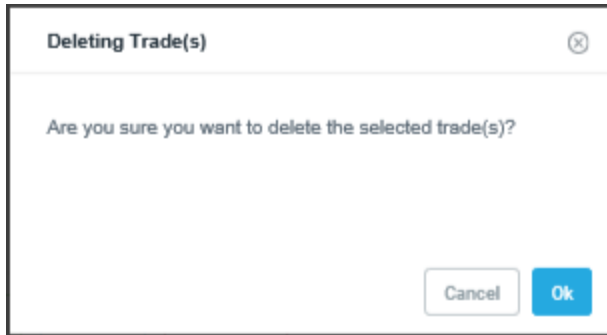 Deleting Trade(s)
Are you sure you want to delete the selected trade(s)?
Cancel
Ok